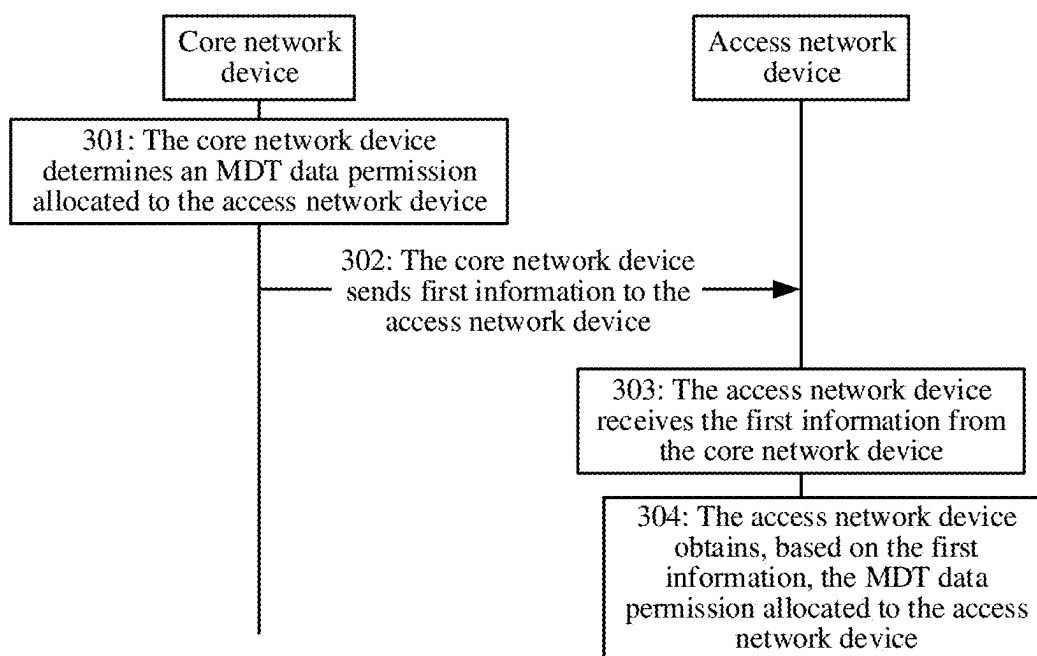 Core network
device
Access network
device
301: The core network device
determines an MDT data permission
allocated to the access network device
302: The core network device
sends first information to the
access network device
303: The access network device
receives the first information from
the core network device
304: The access network device
obtains, based on the first
information, the MDT data
permission allocated to the access
network device